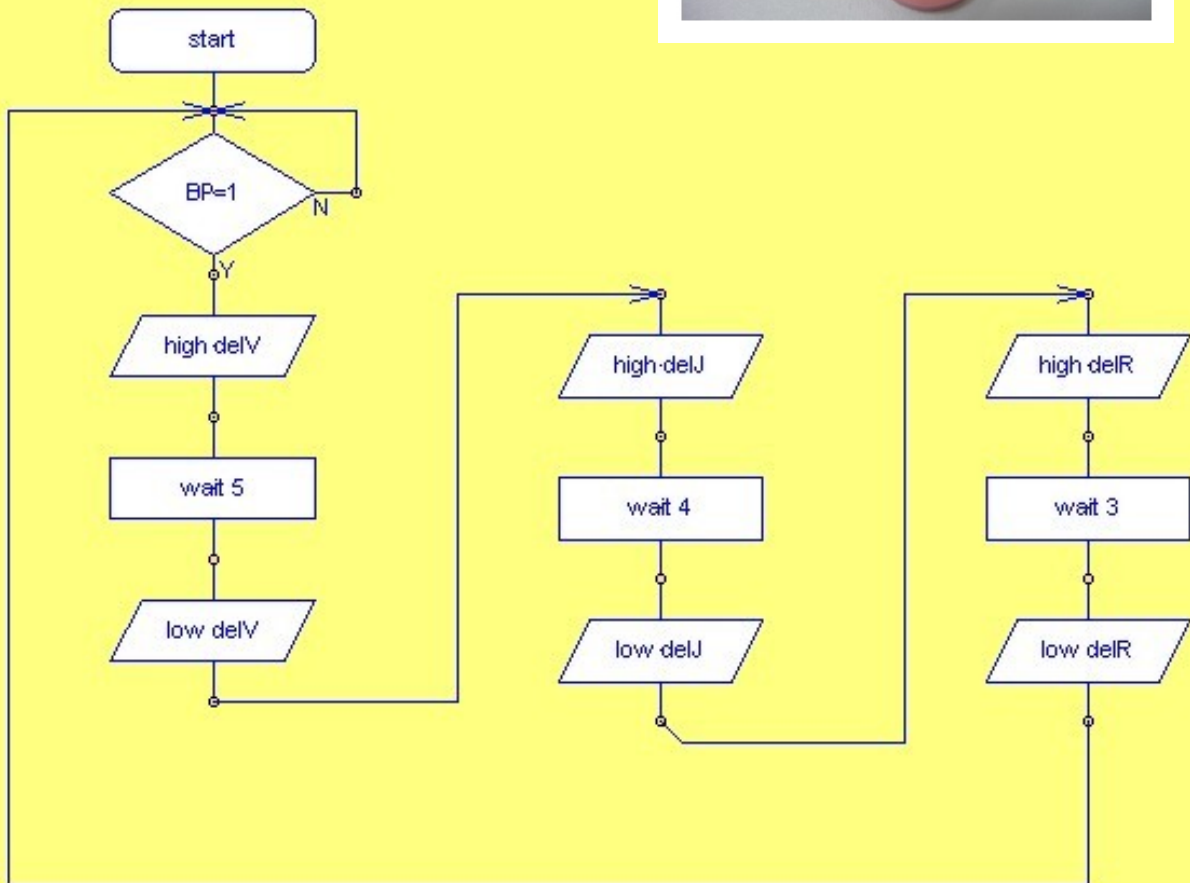 start
BP=1
N
Y
high delV
wait 5
low delV
high delJ
wait 4
low delJ
high delR
wait 3
low delR